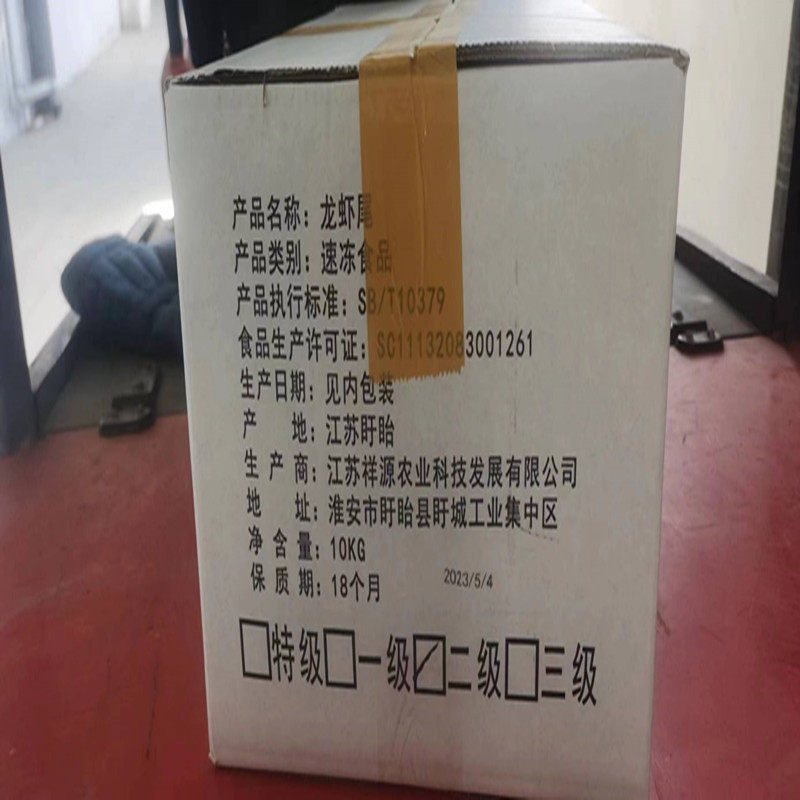 产品名称：龙虾尾
产品类别：速冻食品
产品执行标准：SB/T10379
食品生产许可证：SC11132083001261
生产日期：见内包装
产 地：江苏盱眙
生产商：江苏祥源农业科技发展有限公司
地 址：淮安市盱眙县盱城工业集中区
净含量：10KG
保质期：18个月 2023/5/4
特级 一级 二级 三级